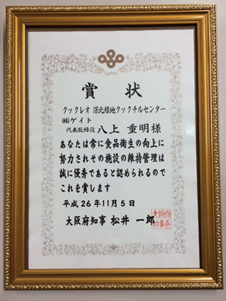 賞状
クックレオ 深北緑地クックチルセンター
㈱ゲイト
代表取締役 八上 重明様
あなたは常に食品衛生の向上に
努力されその施設の維持管理は
誠に優秀であると認められるので
これを賞します
平成26年11月5日
大阪府知事 松井 一郎